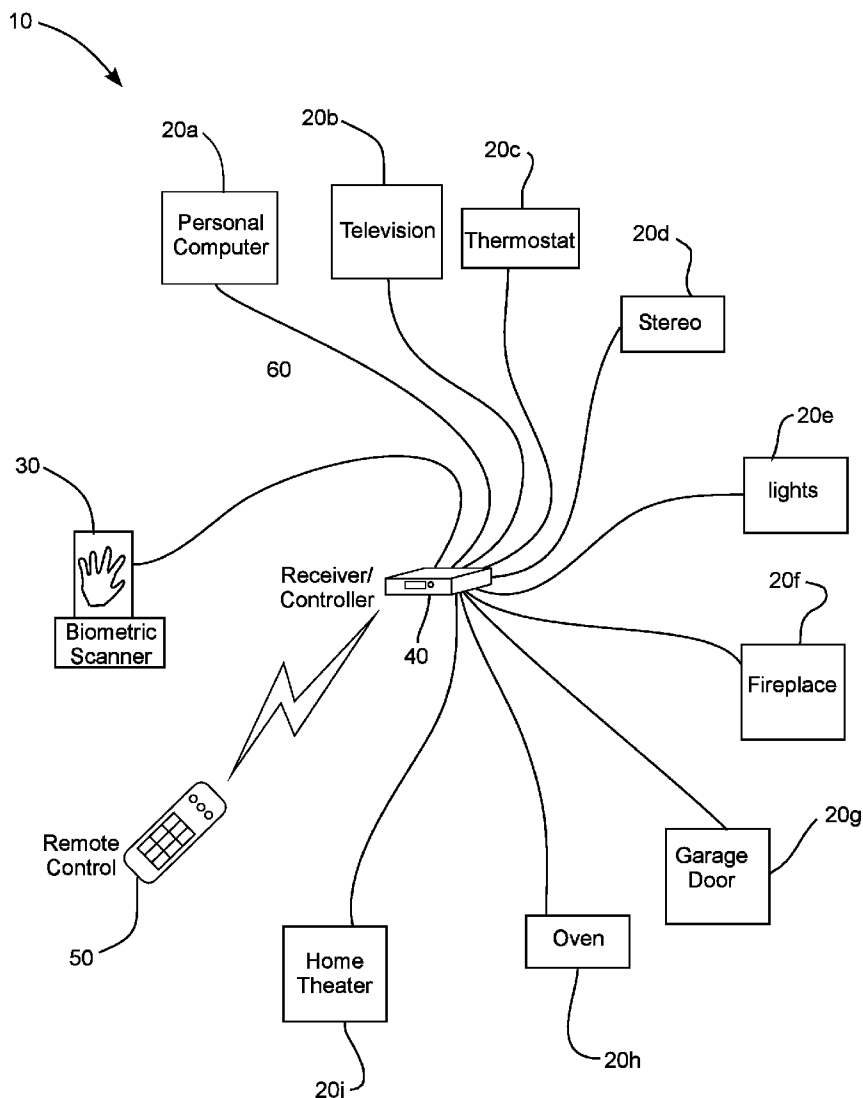 10
20a
20b
20c
20d
Personal
Computer
Television
Thermostat
Stereo
60
20e
lights
30
Biometric
Scanner
Receiver/
Controller
40
20f
Fireplace
Remote
Control
50
20g
Garage
Door
Home
Theater
20i
Oven
20h